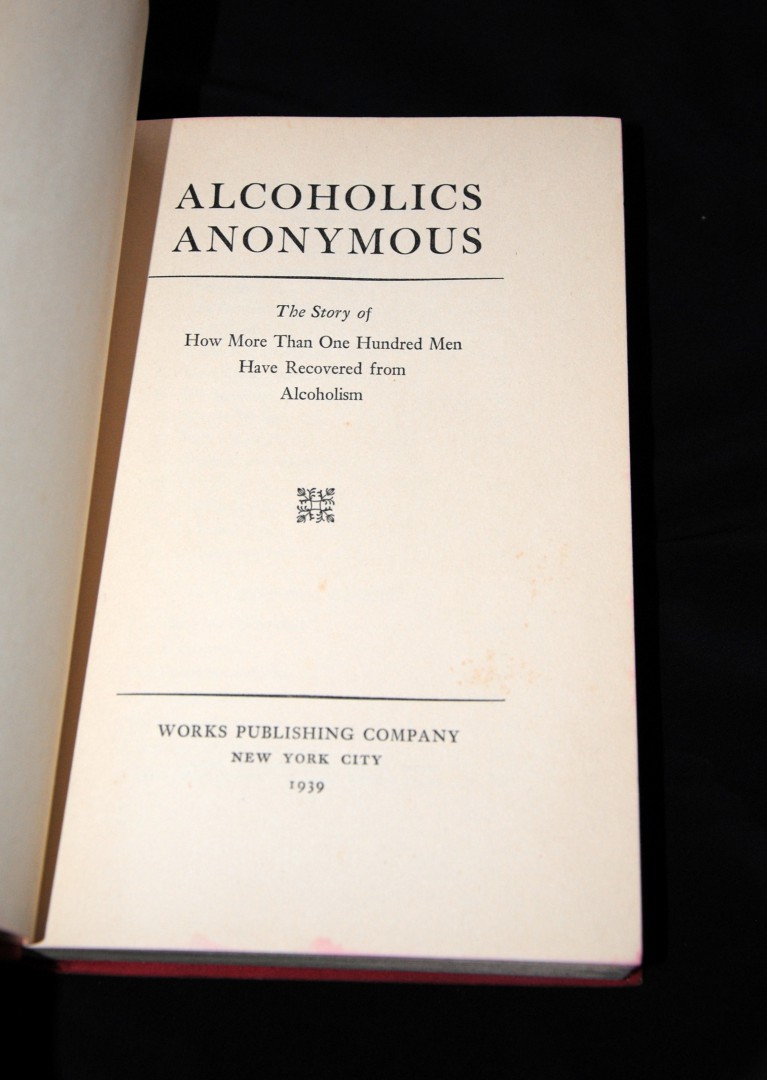 ALCOHOLICS
ANONYMOUS
The Story of
How More Than One Hundred Men
Have Recovered from
Alcoholism
WORKS PUBLISHING COMPANY
NEW YORK CITY
1939